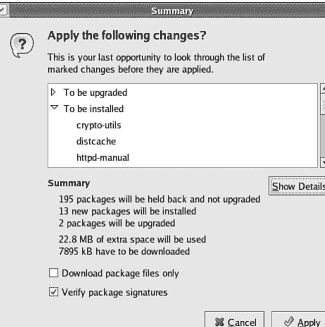 Summary
Apply the following changes?
This is your last opportunity to look through the list of
marked changes before they are applied.
To be upgraded
To be installed
crypto-utils
distcache
httpd-manual
Summary
Show Details
195 packages will be held back and not upgraded
13 new packages will be installed
2 packages will be upgraded
22.8 MB of extra space will be used
7895 kB have to be downloaded
Download package files only
Verify package signatures
Cancel
Apply